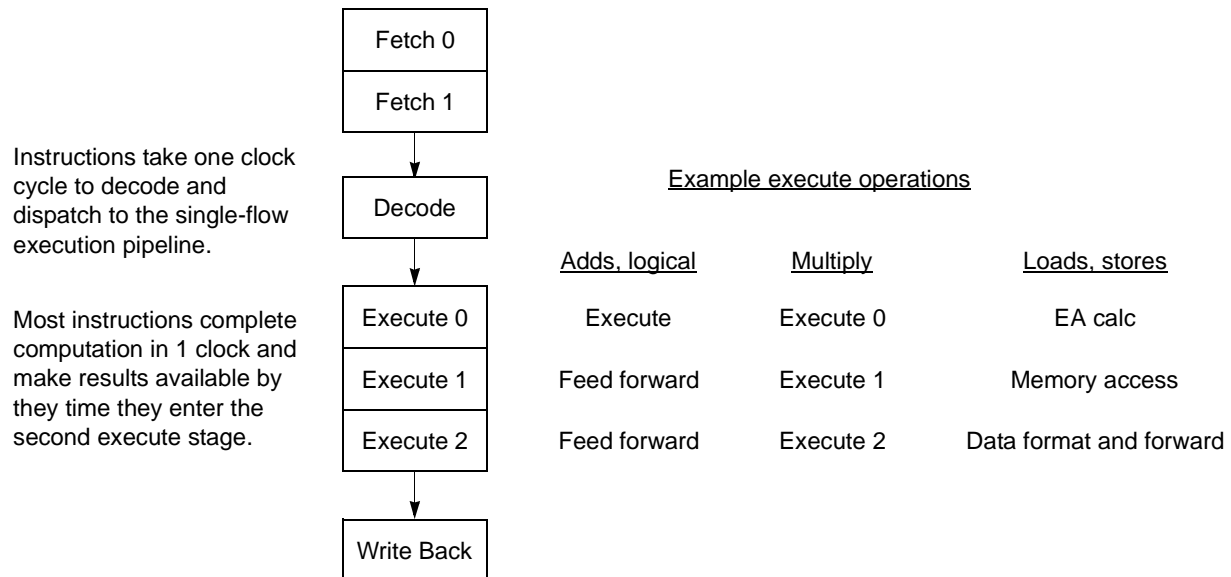 Fetch 0
Fetch 1
Instructions take one clock
cycle to decode and
dispatch to the single-flow
execution pipeline.
Decode
Example execute operations
Adds, logical Multiply Loads, stores
Most instructions complete
computation in 1 clock and
make results available by
they time they enter the
second execute stage.
Execute 0 Execute Execute 0 EA calc
Execute 1 Feed forward Execute 1 Memory access
Execute 2 Feed forward Execute 2 Data format and forward
Write Back